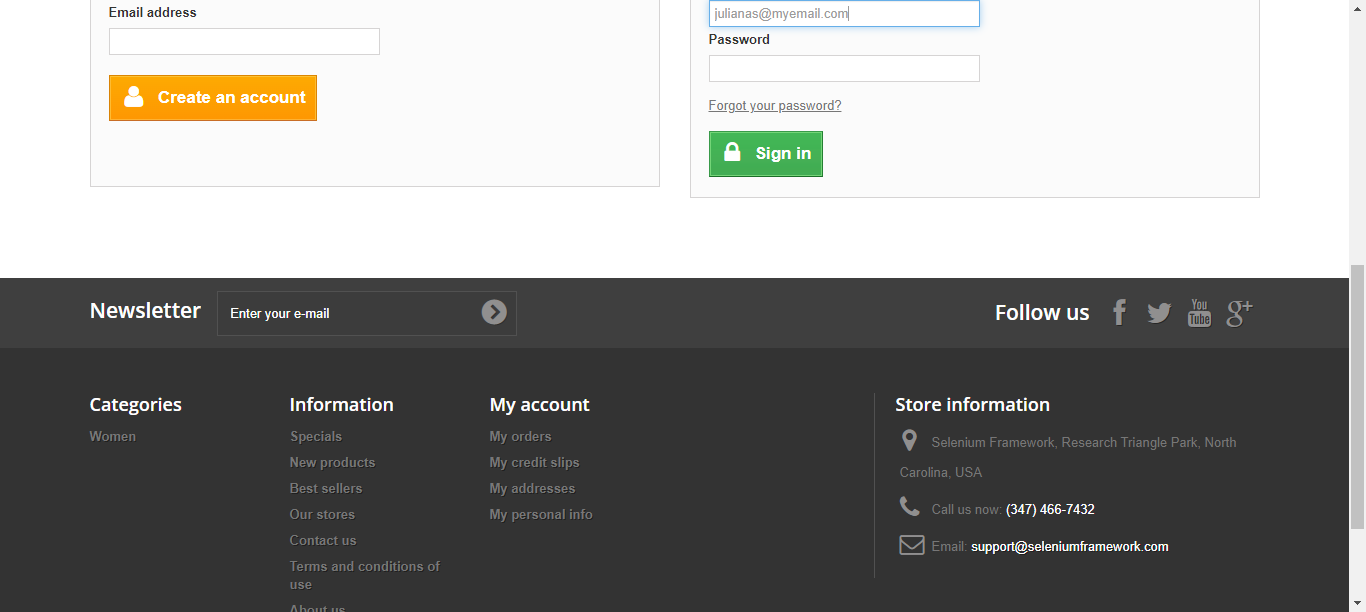 Email address
Create an account
julianas@myemail.com
Password
Forgot your password?
Sign in
Newsletter
Enter your e-mail
Follow us
You
Tube
Categories
Women
Information
Specials
New products
Best sellers
Our stores
Contact us
Terms and conditions of
use
About us
My account
My orders
My credit slips
My addresses
My personal info
Store information
Selenium Framework, Research Triangle Park, North
Carolina, USA
Call us now: (347) 466-7432
Email: support@seleniumframework.com